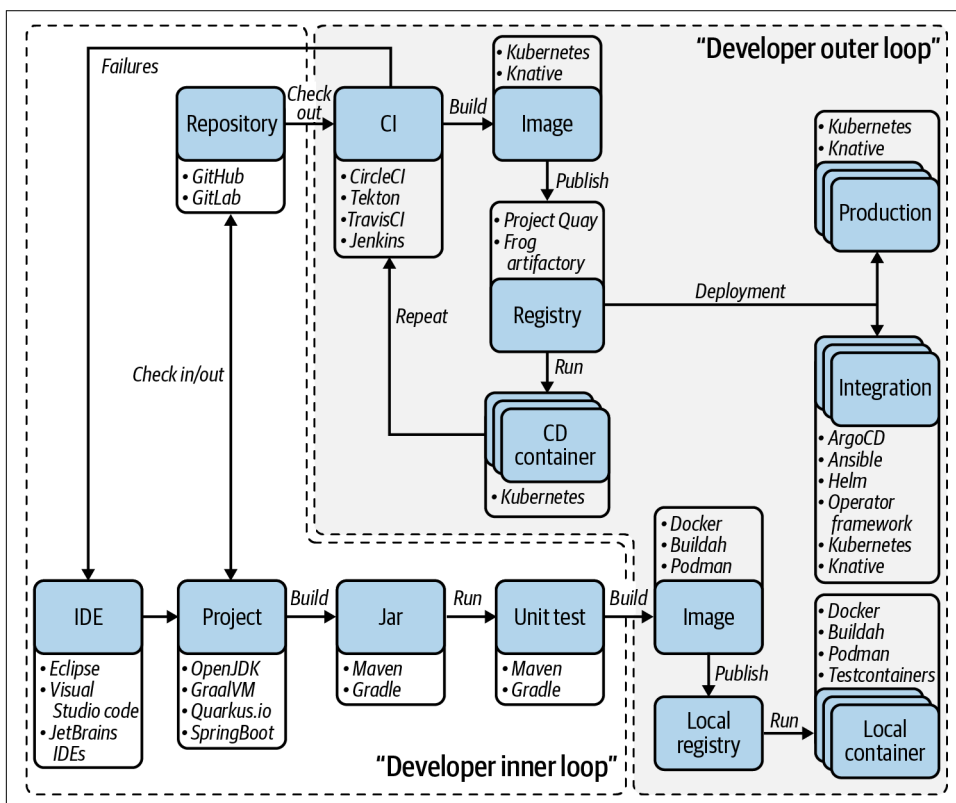 “Developer outer loop”
Failures
Repository
• GitHub
• GitLab
Check
out
CI
• CircleCI
• Tekton
• TravisCI
• Jenkins
Build
• Kubernetes
• Knative
Image
Publish
• Project Quay
• Frog
artifactory
Registry
Deployment
• Kubernetes
• Knative
Production
Integration
• ArgoCD
• Ansible
• Helm
• Operator
framework
• Kubernetes
• Knative
Run
CD
container
• Kubernetes
Repeat
Check in/out
IDE
• Eclipse
• Visual
Studio code
• JetBrains
IDEs
Project
• OpenJDK
• GraalVM
• Quarkus.io
• SpringBoot
Build
Jar
• Maven
• Gradle
Run
Unit test
• Maven
• Gradle
Build
• Docker
• Buildah
• Podman
Image
Publish
Local
registry
Run
• Docker
• Buildah
• Podman
• Testcontainers
Local
container
“Developer inner loop”